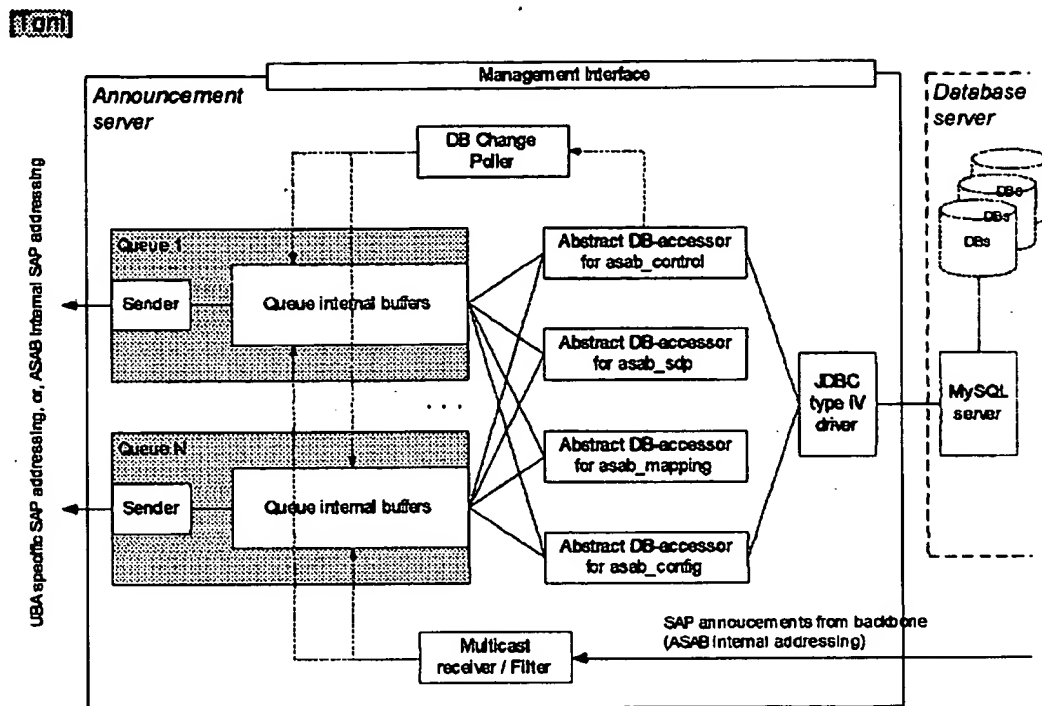 [Toni]
Management Interface
Announcement
server
Database
server
DB Change
Poller
DBs
DBs
DBs
Queue 1
Sender
Queue internal buffers
Abstract DB-accessor
for asab_control
Abstract DB-accessor
for asab_sdp
JDBC
type IV
driver
MySQL
server
. . .
Queue N
Sender
Queue internal buffers
Abstract DB-accessor
for asab_mapping
Abstract DB-accessor
for asab_config
UBA specific SAP addressing, or, ASAB Internal SAP addressing
SAP annoucements from backbone
(ASAB internal addressing)
Multicast
receiver / Filter